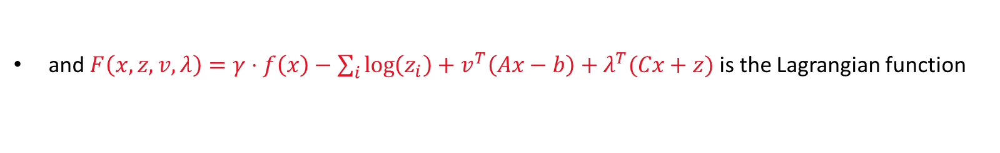 • and F(x, z, v, λ) = γ · f(x) − ∑ᵢ log(zᵢ) + vᵀ(Ax − b) + λᵀ(Cx + z) is the Lagrangian function